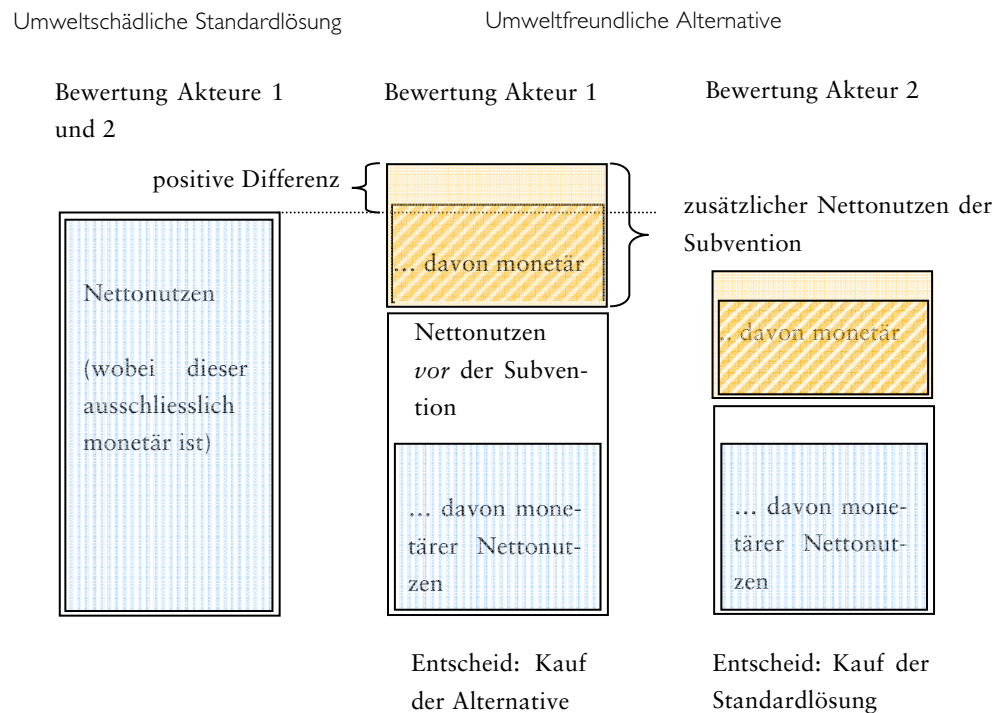 Umweltschädliche Standardlösung
Umweltfreundliche Alternative
Bewertung Akteure 1
und 2
Bewertung Akteur 1
Bewertung Akteur 2
positive Differenz
zusätzlicher Nettonutzen der
Subvention
Nettonutzen
(wobei dieser
ausschliesslich
monetär ist)
... davon monetär
Nettonutzen
vor der Subven-
tion
... davon mone-
tärer Nettonut-
zen
.. davon monetär
... davon mone-
tärer Nettonut-
zen
Entscheid: Kauf
der Alternative
Entscheid: Kauf der
Standardlösung